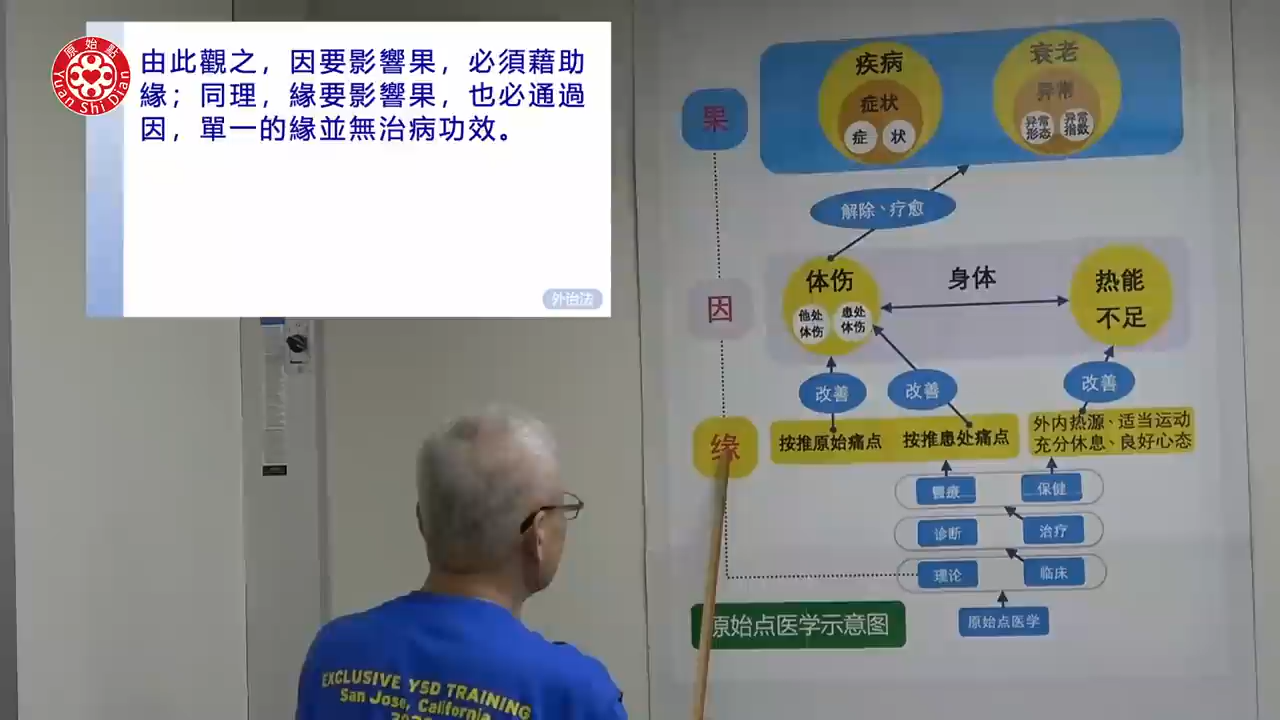 原始點
Yuan Shi Dian
由此觀之，因要影響果，必須藉助
緣；同理，緣要影響果，也必通過
因，單一的緣並無治病功效。
外治法
果
疾病
症状
症 状
衰老
异常
异常
形态
异常
指数
解除、疗愈
因
体伤
他处
体伤
患处
体伤
身体
热能
不足
改善
改善
改善
缘
按推原始痛点
按推患处痛点
外内热源、适当运动
充分休息、良好心态
醫療
保健
诊断
治疗
理论
临床
原始点医学
原始点医学示意图
EXCLUSIVE YSD TRAINING
San Jose, California